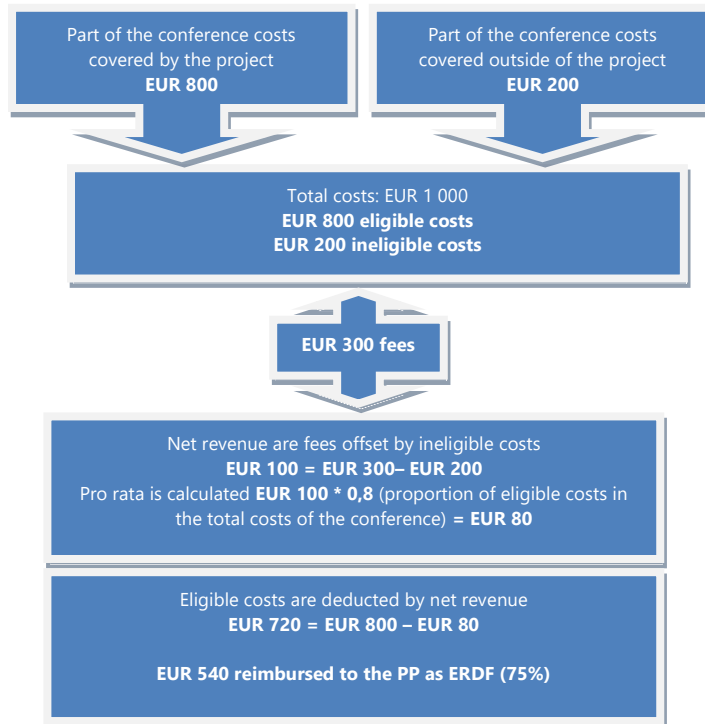 Part of the conference costs
covered by the project
EUR 800
Part of the conference costs
covered outside of the project
EUR 200
Total costs: EUR 1 000
EUR 800 eligible costs
EUR 200 ineligible costs
EUR 300 fees
Net revenue are fees offset by ineligible costs
EUR 100 = EUR 300– EUR 200
Pro rata is calculated EUR 100 * 0,8 (proportion of eligible costs in
the total costs of the conference) = EUR 80
Eligible costs are deducted by net revenue
EUR 720 = EUR 800 – EUR 80
EUR 540 reimbursed to the PP as ERDF (75%)